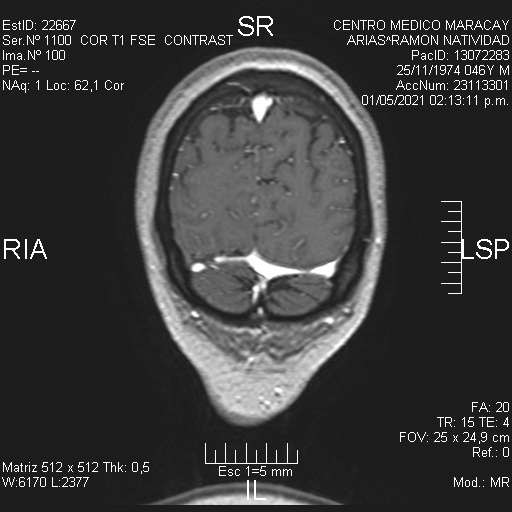 EstID: 22667
Ser.Nº 1100 COR T1 FSE CONTRAST
Ima.Nº 100
PE= --
NAq: 1 Loc: 62,1 Cor
SR
CENTRO MEDICO MARACAY
ARIAS^RAMON NATIVIDAD
PacID: 13072283
25/11/1974 046Y M
AccNum: 23113301
01/05/2021 02:13:11 p.m.
RIA
LSP
FA: 20
TR: 15 TE: 4
FOV: 25 x 24,9 cm
Ref.: 0
Matriz 512 x 512 Thk: 0,5
W:6170 L:2377
Esc 1=5 mm
IL
Mod.: MR